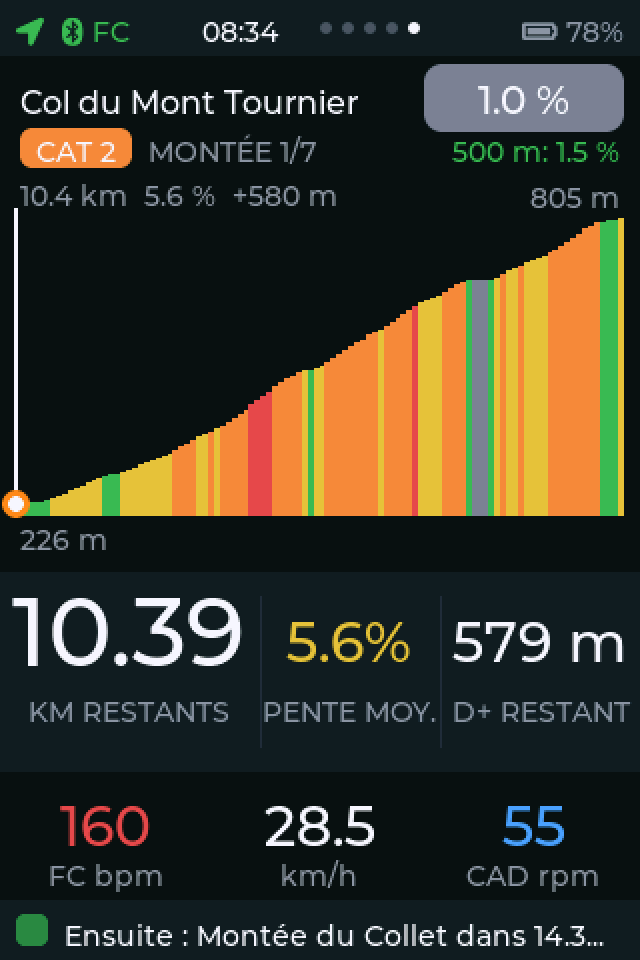 FC 08:34 78%
Col du Mont Tournier 1.0 %
CAT 2 MONTÉE 1/7 500 m: 1.5 %
10.4 km 5.6 % +580 m 805 m
226 m
10.39 5.6% 579 m
KM RESTANTS PENTE MOY. D+ RESTANT
160 28.5 55
FC bpm km/h CAD rpm
Ensuite : Montée du Collet dans 14.3...